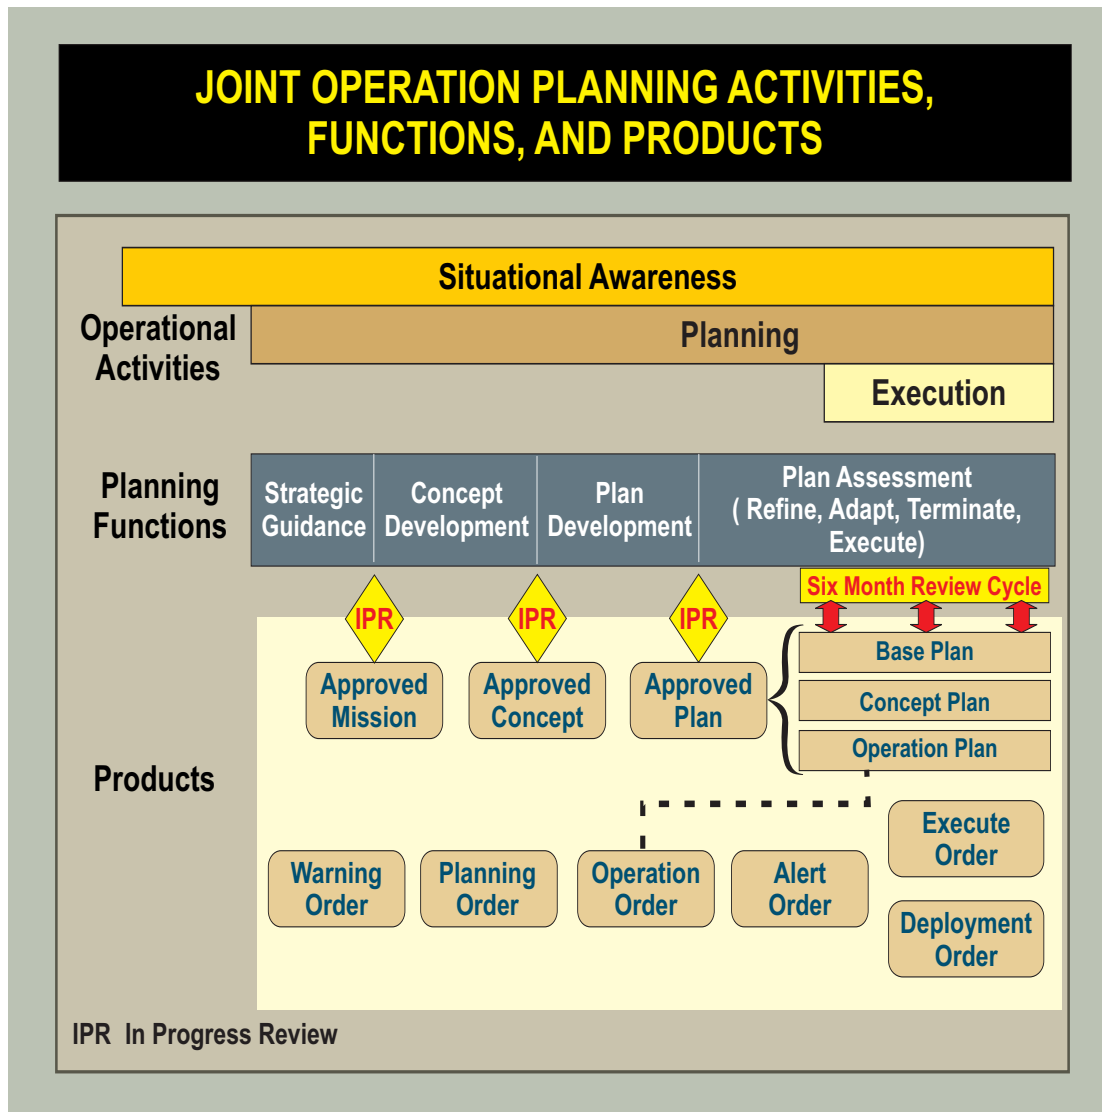 JOINT OPERATION PLANNING ACTIVITIES,
FUNCTIONS, AND PRODUCTS
Situational Awareness
Operational
Activities
Planning
Execution
Planning
Functions
Strategic
Guidance
Concept
Development
Plan
Development
Plan Assessment
( Refine, Adapt, Terminate,
Execute)
Six Month Review Cycle
IPR
IPR
IPR
Approved
Mission
Approved
Concept
Approved
Plan
Base Plan
Concept Plan
Operation Plan
Products
Warning
Order
Planning
Order
Operation
Order
Alert
Order
Execute
Order
Deployment
Order
IPR In Progress Review